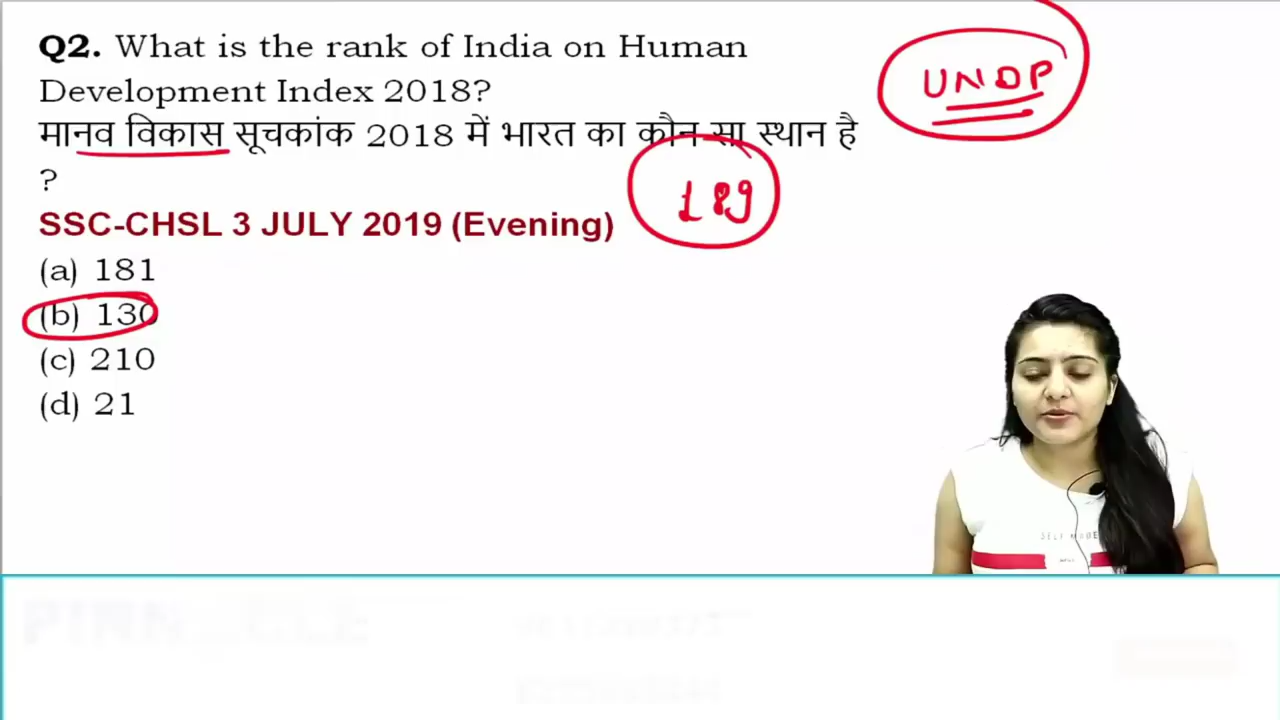 Q2. What is the rank of India on Human
UNDP
Development Index 2018?
मानव विकास सूचकांक 2018 में भारत का कौन सा स्थान है
?
189
SSC-CHSL 3 JULY 2019 (Evening)
(a) 181
(b) 130
(c) 210
(d) 21